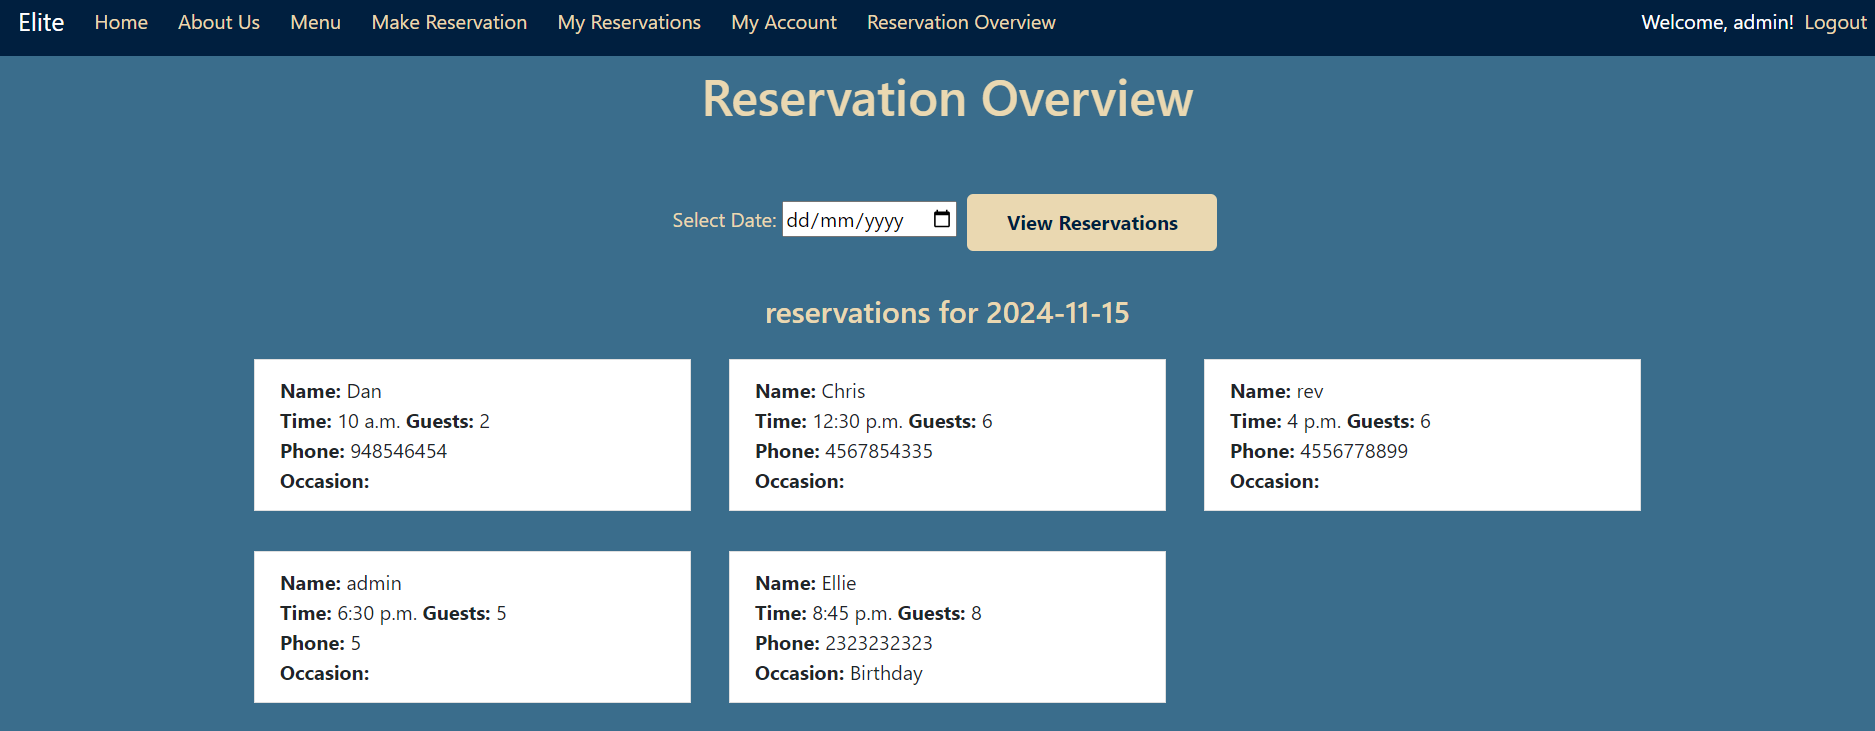 Elite Home About Us Menu Make Reservation My Reservations My Account Reservation Overview Welcome, admin! Logout
Reservation Overview
Select Date: dd/mm/yyyy View Reservations
reservations for 2024-11-15
Name: Dan
Time: 10 a.m. Guests: 2
Phone: 948546454
Occasion:
Name: Chris
Time: 12:30 p.m. Guests: 6
Phone: 4567854335
Occasion:
Name: rev
Time: 4 p.m. Guests: 6
Phone: 4556778899
Occasion:
Name: admin
Time: 6:30 p.m. Guests: 5
Phone: 5
Occasion:
Name: Ellie
Time: 8:45 p.m. Guests: 8
Phone: 2323232323
Occasion: Birthday